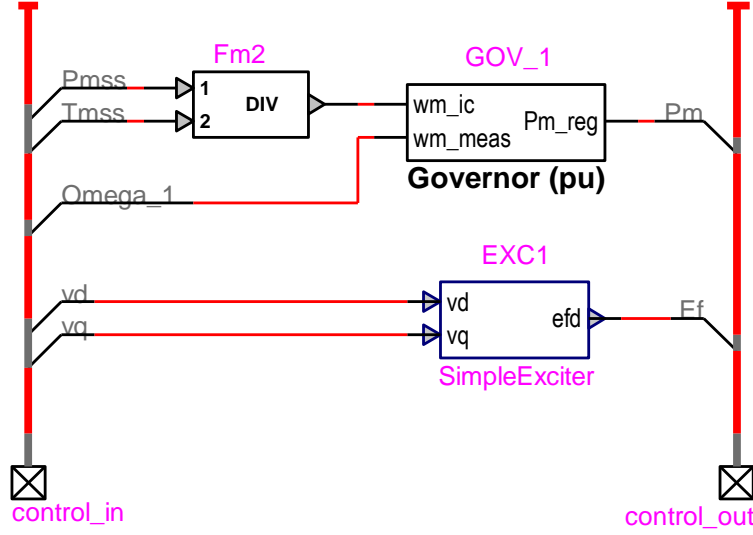 Fm2
GOV_1
Pmss
1
DIV
wm_ic
Tmss
2
Pm_reg
Pm
wm_meas
Governor (pu)
Omega_1
EXC1
vd
vd
efd
Ef
vq
vq
SimpleExciter
control_in
control_out